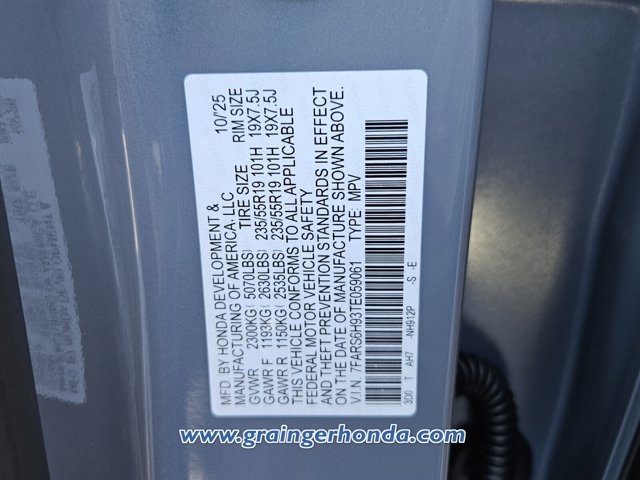 MFD. BY HONDA DEVELOPMENT & 10/'25
MANUFACTURING OF AMERICA, LLC
TIRE SIZE RIM SIZE
GVWR 2300KG ( 5070LBS)
GAWR F 1193KG ( 2630LBS) 235/55R19 101H 19X7.5J
GAWR R 1150KG ( 2535LBS) 235/55R19 101H 19X7.5J
THIS VEHICLE CONFORMS TO ALL APPLICABLE
FEDERAL MOTOR VEHICLE SAFETY
AND THEFT PREVENTION STANDARDS IN EFFECT
ON THE DATE OF MANUFACTURE SHOWN ABOVE.
V.I.N. 7FARS6H93TE059061 TYPE: MPV
3D0 T AH7 -NH912P -S -E
www.graingerhonda.com